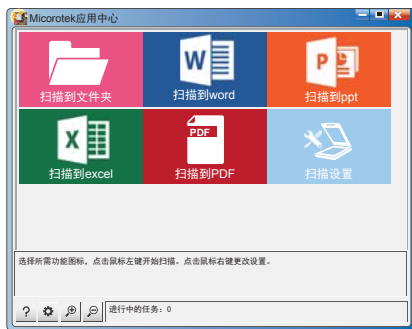 Micorotek应用中心
扫描到文件夹
W
扫描到word
P
扫描到ppt
X
扫描到excel
PDF
扫描到PDF
扫描设置
选择所需功能图标，点击鼠标左键开始扫描。点击鼠标右键更改设置。
?
进行中的任务：0